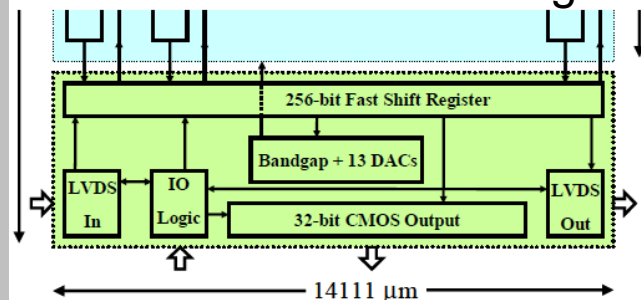 256-bit Fast Shift Register
Bandgap + 13 DACs
LVDS
In
IO
Logic
32-bit CMOS Output
LVDS
Out
14111 µm